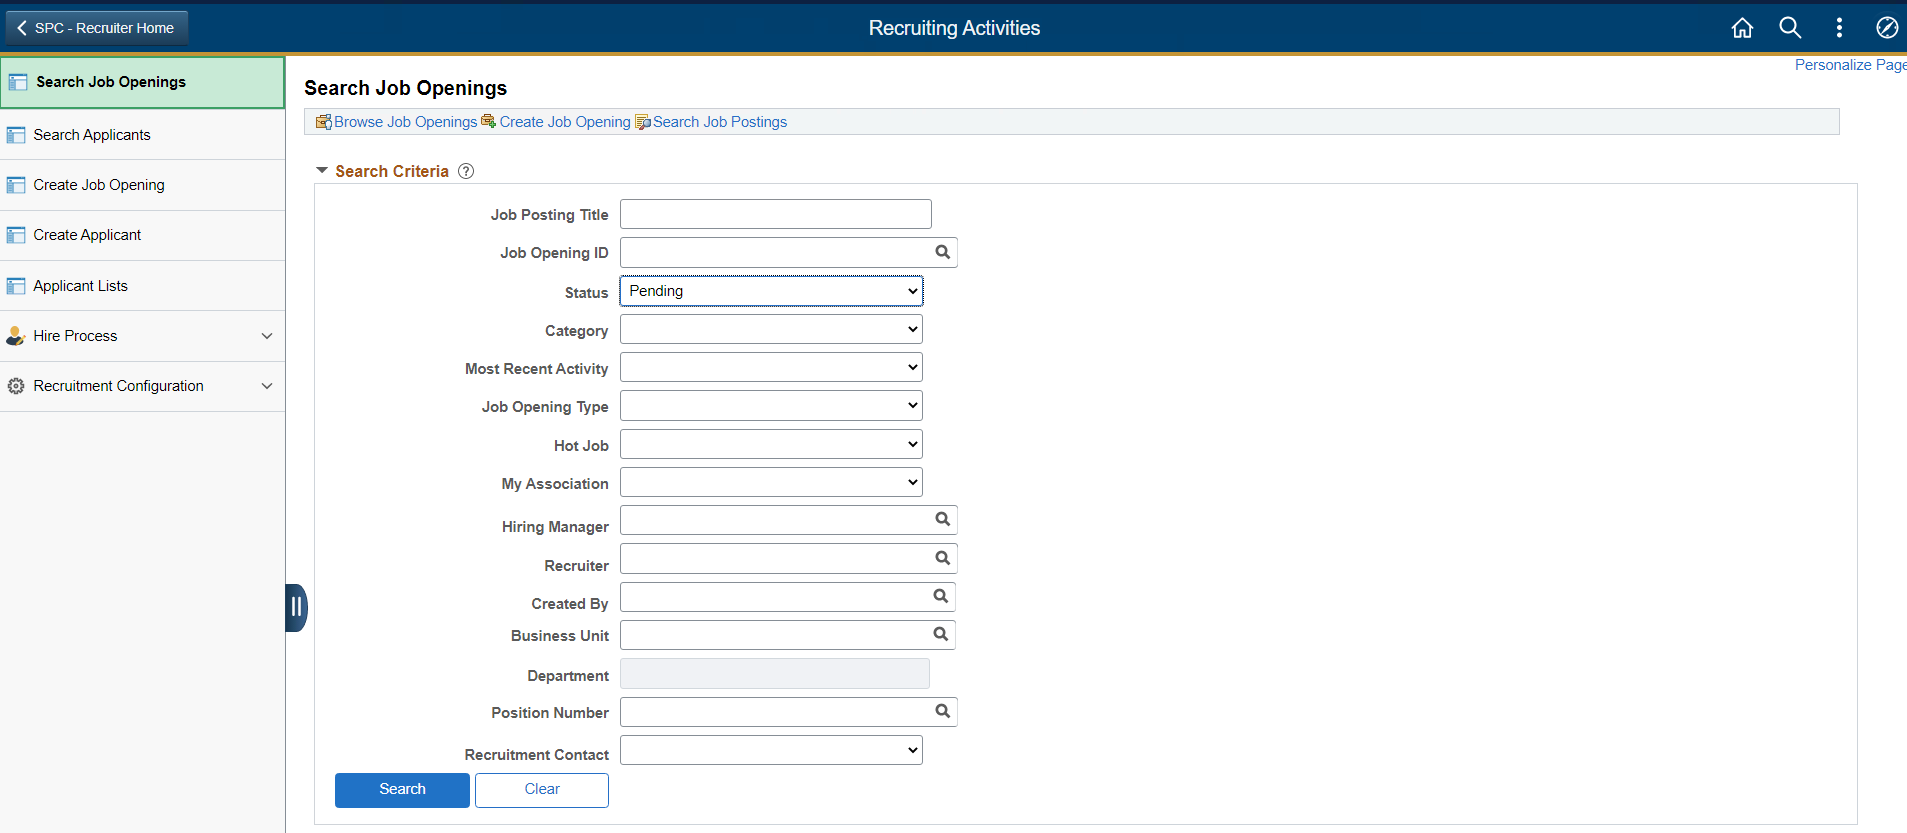 SPC - Recruiter Home
Recruiting Activities
Personalize Page
Search Job Openings
Search Applicants
Create Job Opening
Create Applicant
Applicant Lists
Hire Process
Recruitment Configuration
Search Job Openings
Browse Job Openings Create Job Opening Search Job Postings
Search Criteria ?
Job Posting Title
Job Opening ID
Status Pending
Category
Most Recent Activity
Job Opening Type
Hot Job
My Association
Hiring Manager
Recruiter
Created By
Business Unit
Department
Position Number
Recruitment Contact
Search Clear